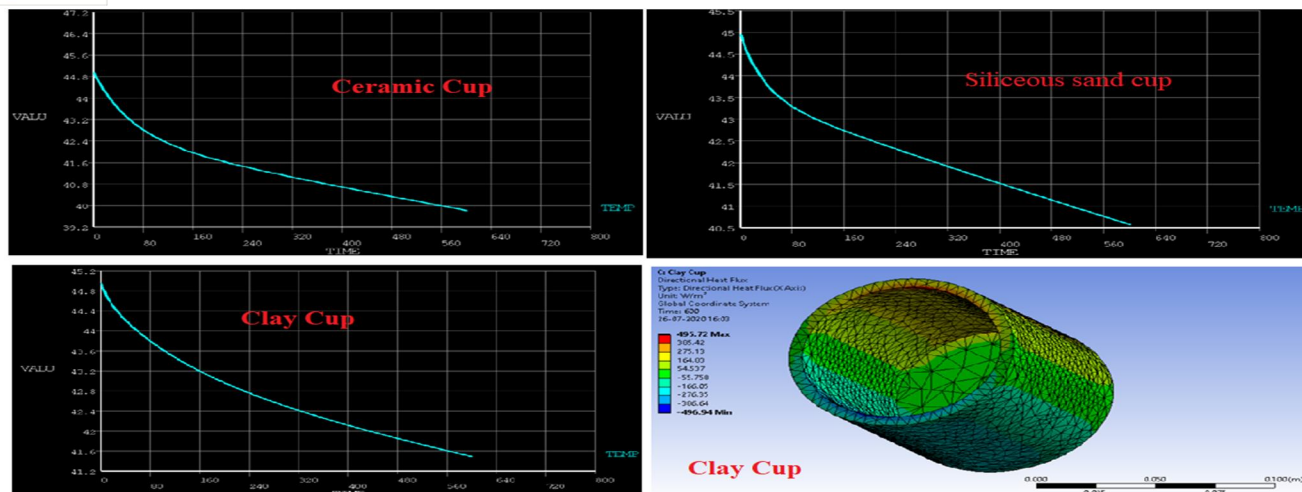 47.2
46.4
45.6
44.8
44
43.2
42.4
41.6
40.8
40
39.2
VALU
Ceramic Cup
TEMP
0 80 160 240 320 400 480 560 640 720 800
TIME
45.5
45
44.5
44
43.5
43
42.5
42
41.5
41
40.5
VALU
Siliceous sand cup
0 80 160 240 320 400 480 560 640 720 800
TIME
45.2
44.8
44.4
44
43.6
43.2
42.8
42.4
42
41.6
41.2
VALU
Clay Cup
TEMP
0 80 160 240 320 400 480 560 640 720 800
C: Clay Cup
Directional Heat Flux
Type: Directional Heat Flux(X Axis)
Unit: W/m²
Global Coordinate System
Time: 600
26-07-2020 16:03
495.72 Max
275.13
164.83
54.537
-55.758
-276.35
-386.64
-496.94 Min
Clay Cup
0.000 0.050 0.100(m)